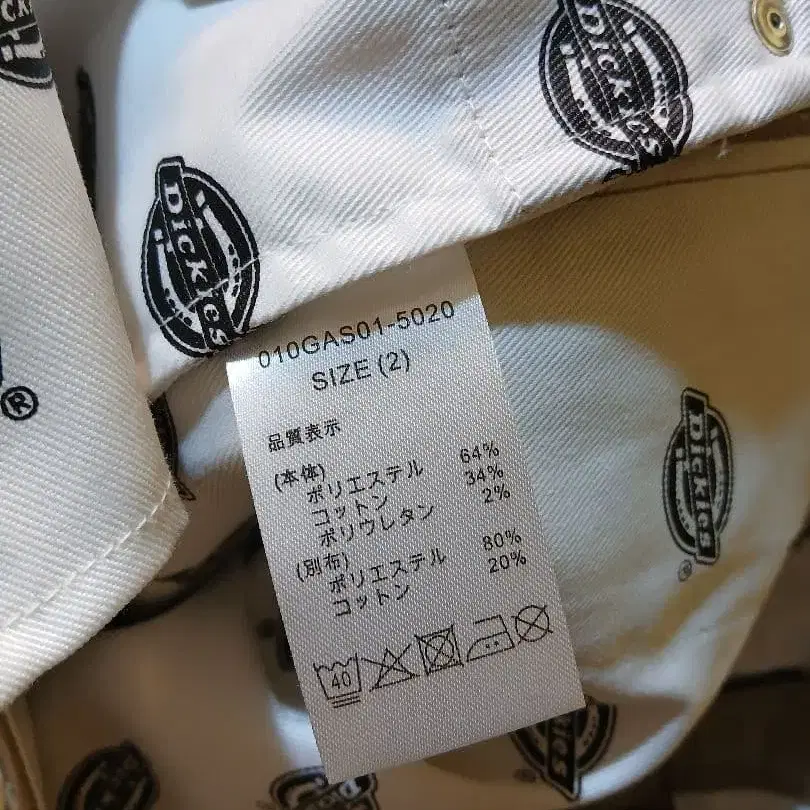 Dickies
Dickies
®
010GAS01-5020
SIZE (2)
品質表示
(本体)
ポリエステル 64%
コットン 34%
ポリウレタン 2%
(別布)
ポリエステル 80%
コットン 20%
40
Dickies
®